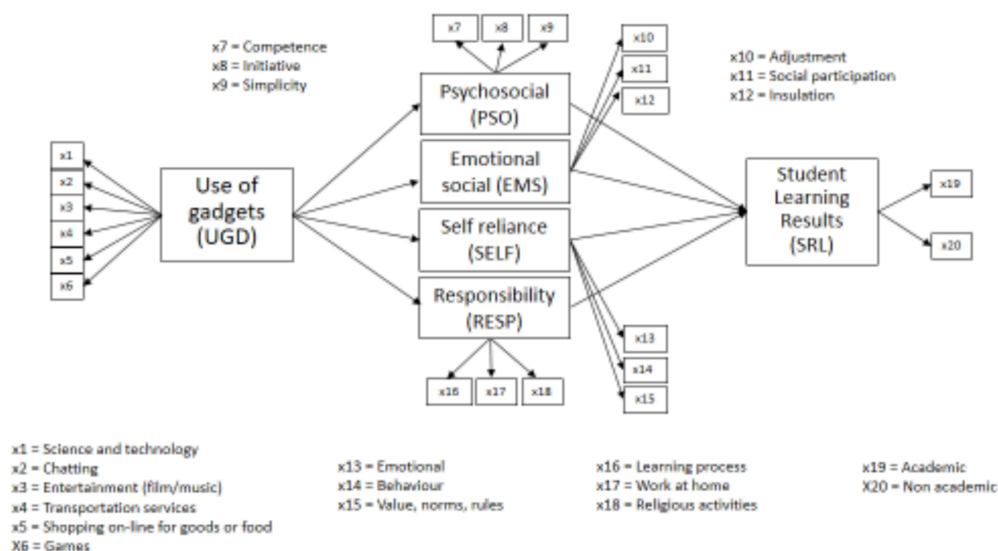 x7
x8
x9
x7 = Competence
x8 = Initiative
x9 = Simplicity
x10
x11
x12
x10 = Adjustment
x11 = Social participation
x12 = Insulation
x1
x2
x3
x4
x5
x6
Use of
gadgets
(UGD)
Psychosocial
(PSO)
Emotional
social (EMS)
Self reliance
(SELF)
Responsibility
(RESP)
Student
Learning
Results
(SRL)
x19
x20
x13
x14
x15
x16
x17
x18
x1 = Science and technology
x2 = Chatting
x3 = Entertainment (film/music)
x4 = Transportation services
x5 = Shopping on-line for goods or food
X6 = Games
x13 = Emotional
x14 = Behaviour
x15 = Value, norms, rules
x16 = Learning process
x17 = Work at home
x18 = Religious activities
x19 = Academic
X20 = Non academic